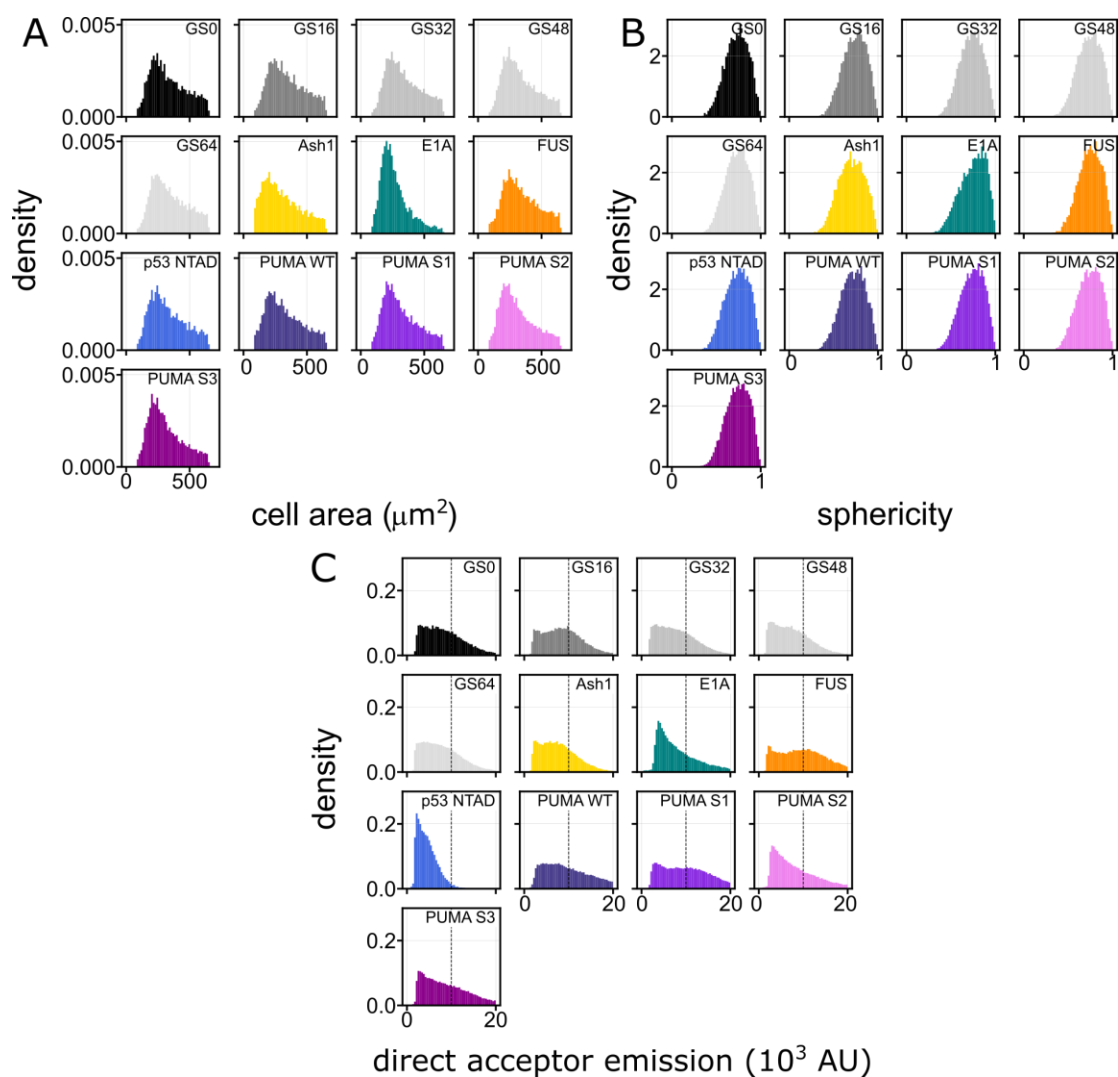 A
B
GS0 GS16 GS32 GS48
0.005
0.000
GS0 GS16 GS32 GS48
2
0
GS64 Ash1 E1A FUS
0.005
0.000
GS64 Ash1 E1A FUS
2
0
density
density
p53 NTAD PUMA WT PUMA S1 PUMA S2
0.005
0.000
0 500 0 500 0 500
p53 NTAD PUMA WT PUMA S1 PUMA S2
2
0
0 1 0 1 0 1
PUMA S3
0.005
0.000
0 500
PUMA S3
2
0
0 1
cell area (μm²)
sphericity
C
GS0 GS16 GS32 GS48
0.2
0.0
GS64 Ash1 E1A FUS
0.2
0.0
density
p53 NTAD PUMA WT PUMA S1 PUMA S2
0.2
0.0
0 20 0 20 0 20
PUMA S3
0.2
0.0
0 20
direct acceptor emission (10³ AU)